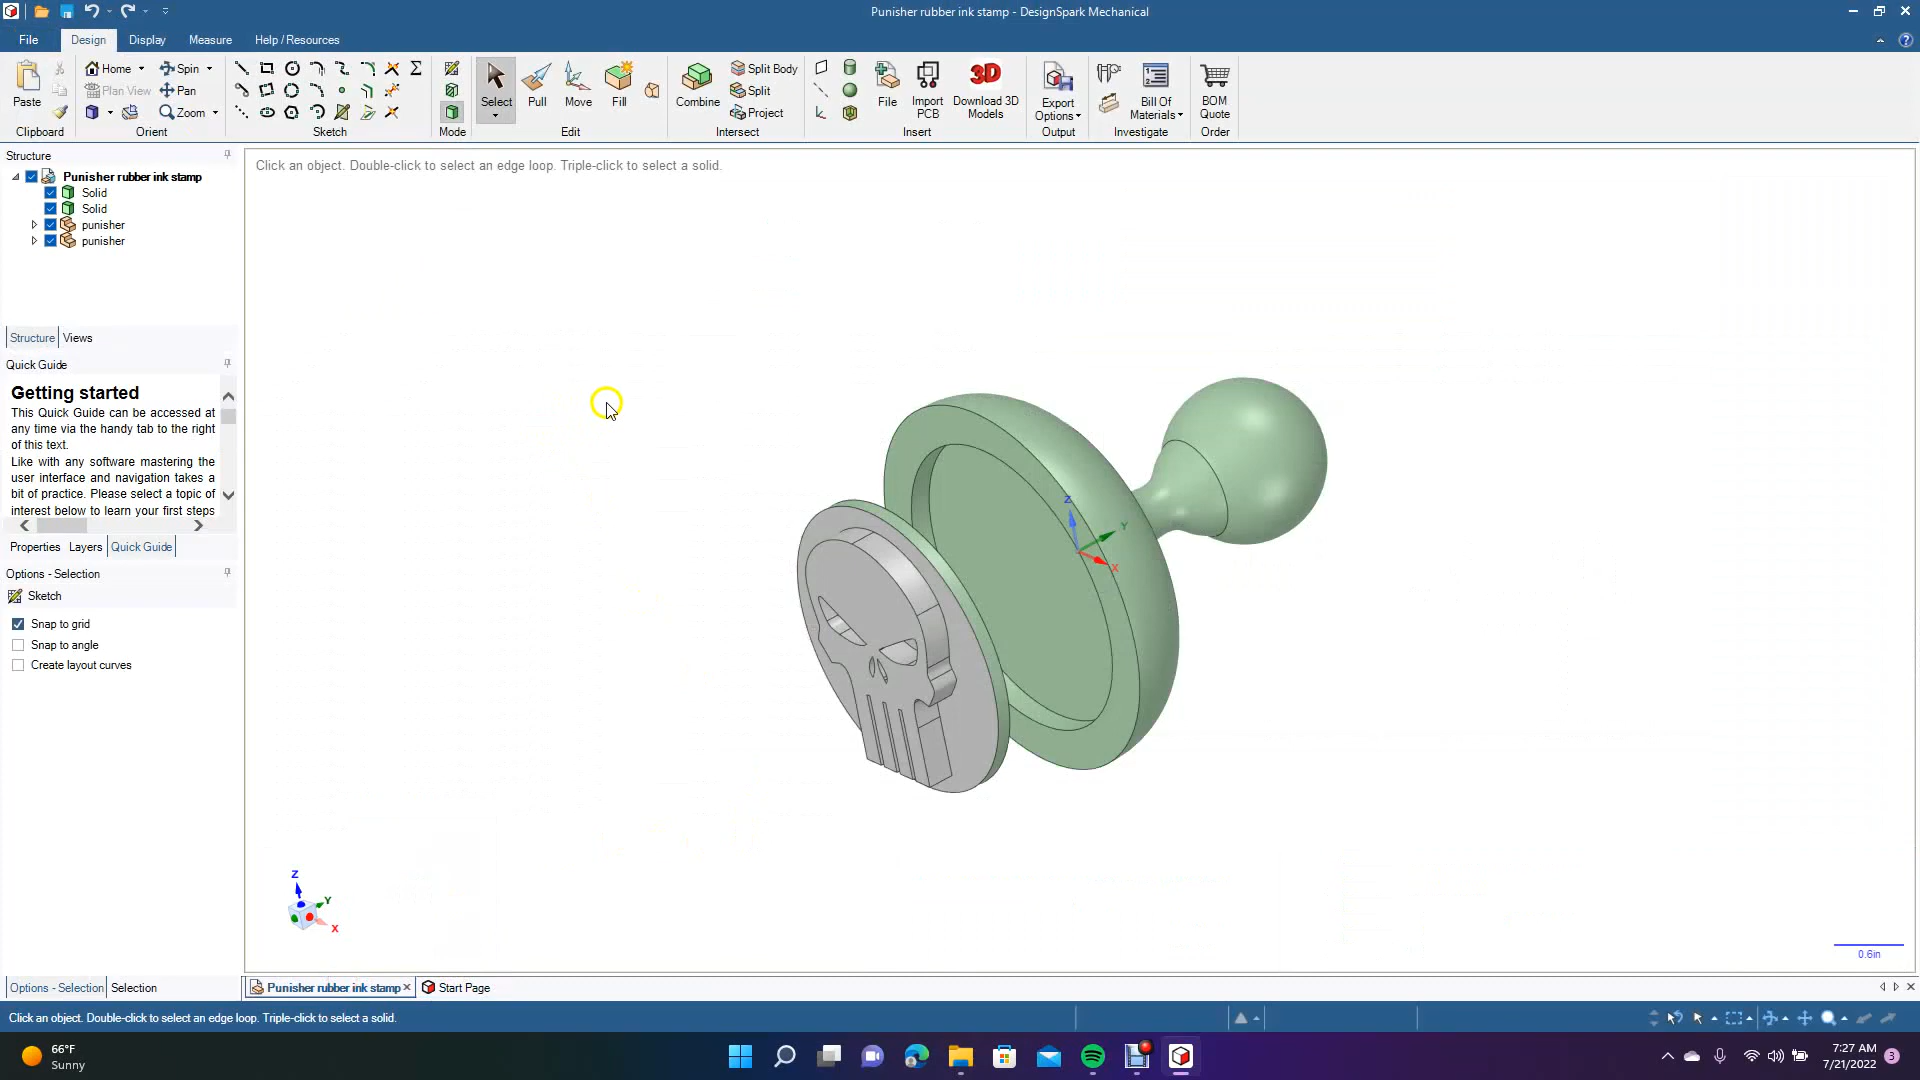 Punisher rubber ink stamp - DesignSpark Mechanical
File Design Display Measure Help / Resources
Paste
Clipboard
Home Spin
Plan View Pan
Zoom
Orient
Sketch
Mode
Select
Pull
Move
Fill
Edit
Combine
Split Body
Split
Project
Intersect
File
Import PCB
3D
Download 3D Models
Insert
Export Options
Output
Bill Of Materials
Investigate
BOM Quote
Order
Structure
Punisher rubber ink stamp
Solid
Solid
punisher
punisher
Structure Views
Quick Guide
Getting started
This Quick Guide can be accessed at
any time via the handy tab to the right
of this text.
Like with any software mastering the
user interface and navigation takes a
bit of practice. Please select a topic of
interest below to learn your first steps
Properties Layers Quick Guide
Options - Selection
Sketch
Snap to grid
Snap to angle
Create layout curves
Options - Selection Selection
Click an object. Double-click to select an edge loop. Triple-click to select a solid.
Z
Y
X
Z
Y
X
0.6in
Punisher rubber ink stamp Start Page
Click an object. Double-click to select an edge loop. Triple-click to select a solid.
66°F
Sunny
7:27 AM
7/21/2022
3